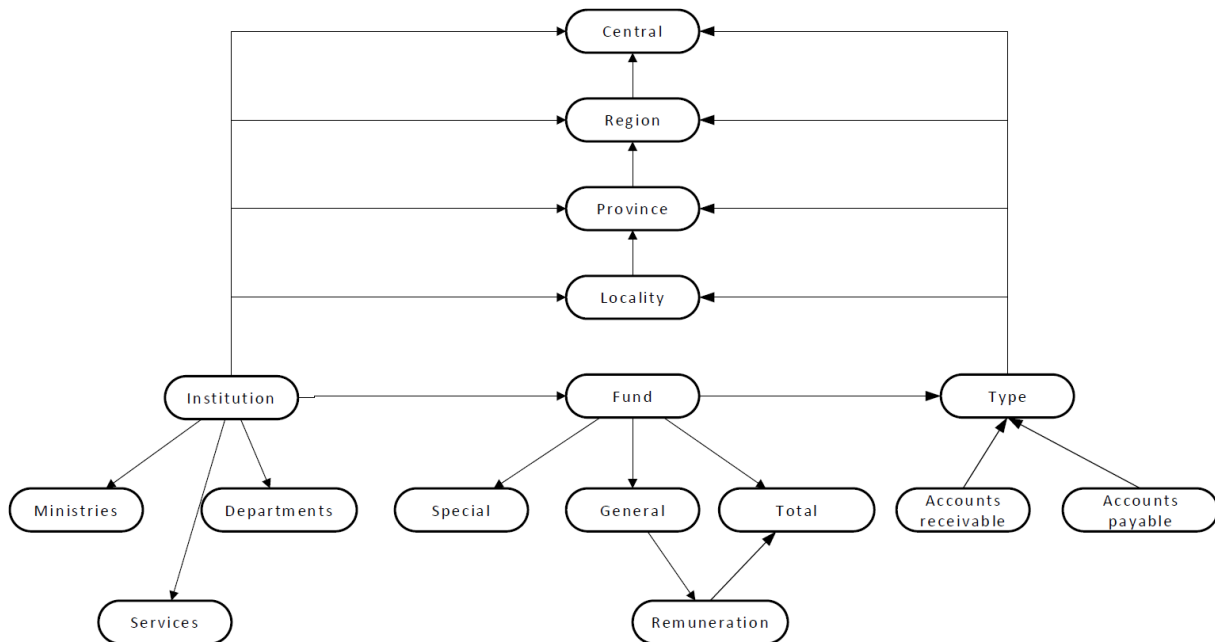 Central
Region
Province
Locality
Institution
Fund
Type
Ministries
Departments
Special
General
Total
Accounts
receivable
Accounts
payable
Services
Remuneration